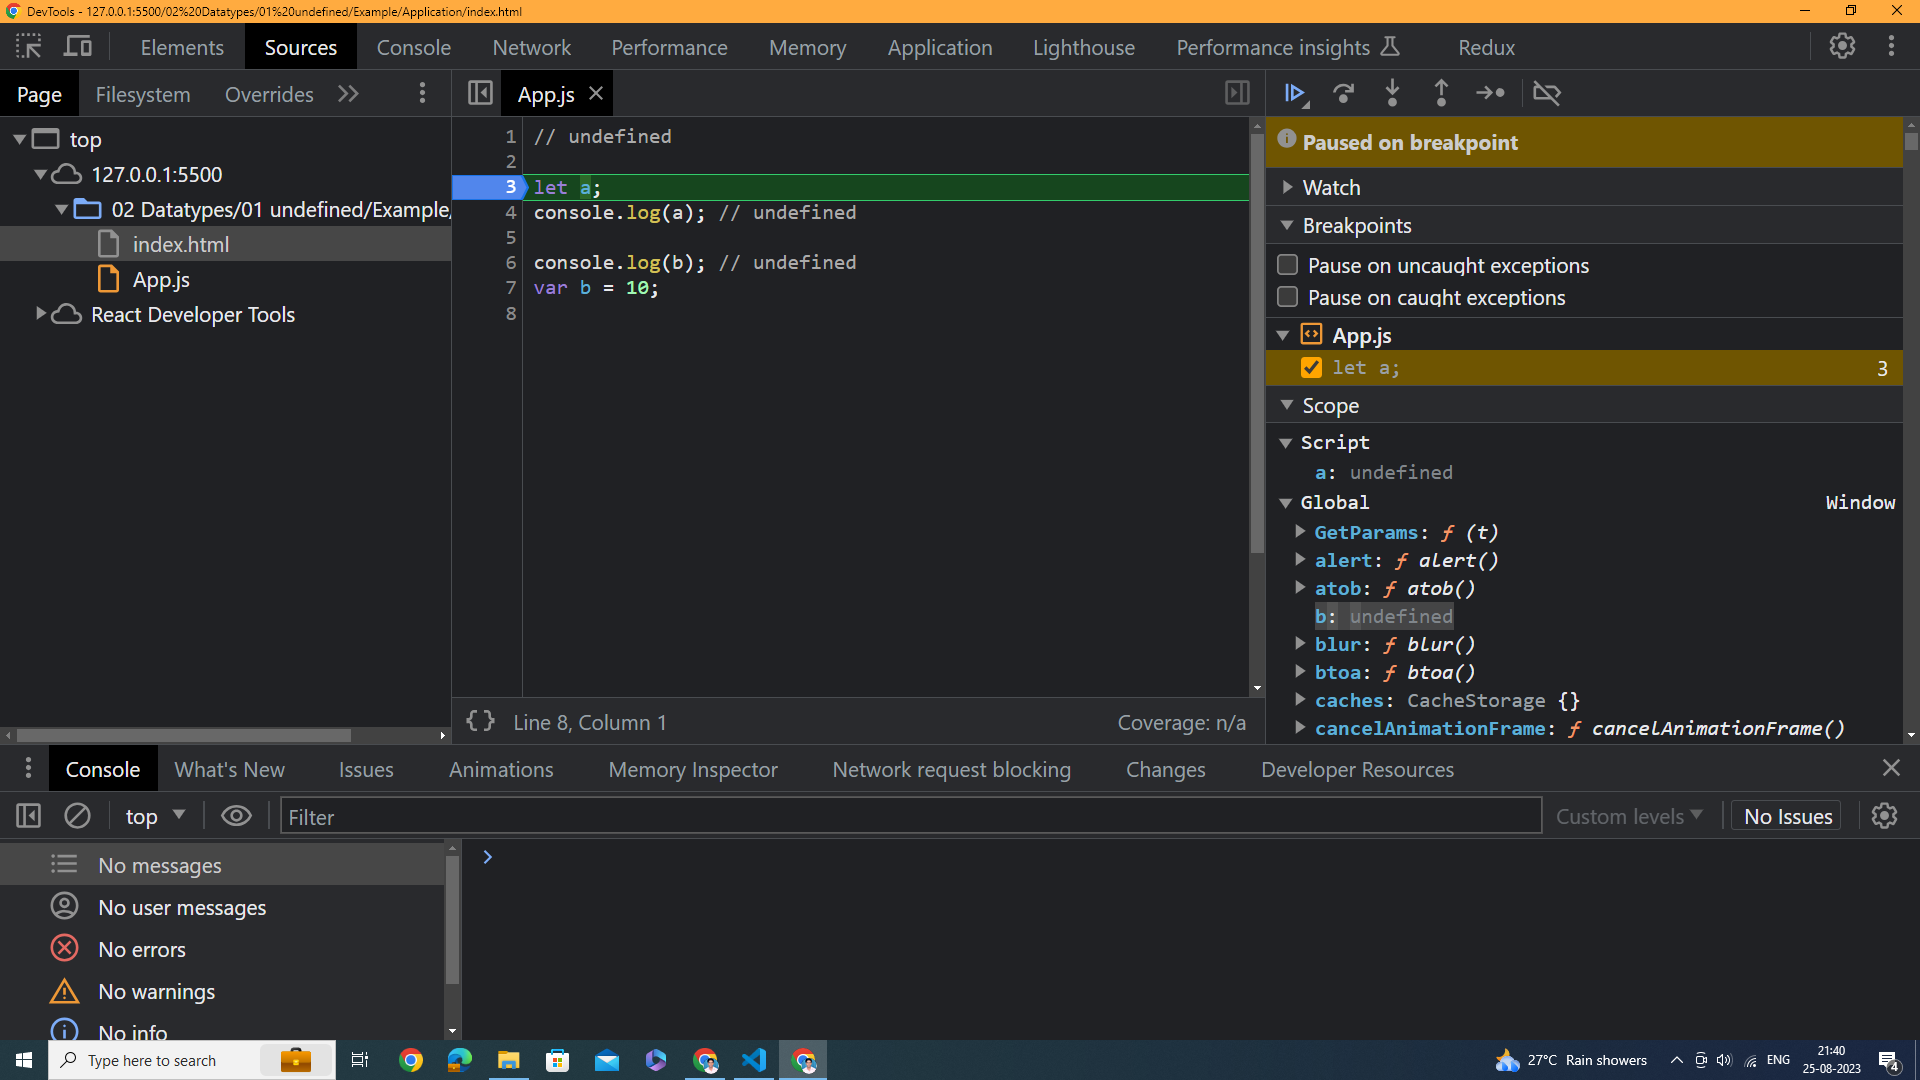 DevTools - 127.0.0.1:5500/02%20Datatypes/01%20undefined/Example/Application/index.html
Elements Sources Console Network Performance Memory Application Lighthouse Performance insights Redux
Page Filesystem Overrides
App.js
top
127.0.0.1:5500
02 Datatypes/01 undefined/Example/
index.html
App.js
React Developer Tools
1 // undefined
2
3 let a;
4 console.log(a); // undefined
5
6 console.log(b); // undefined
7 var b = 10;
8
{} Line 8, Column 1 Coverage: n/a
Paused on breakpoint
Watch
Breakpoints
Pause on uncaught exceptions
Pause on caught exceptions
App.js
let a; 3
Scope
Script
a: undefined
Global Window
GetParams: ƒ (t)
alert: ƒ alert()
atob: ƒ atob()
b: undefined
blur: ƒ blur()
btoa: ƒ btoa()
caches: CacheStorage {}
cancelAnimationFrame: ƒ cancelAnimationFrame()
Console What's New Issues Animations Memory Inspector Network request blocking Changes Developer Resources
top Filter Custom levels No Issues
No messages
No user messages
No errors
No warnings
No info
Type here to search
27°C Rain showers ENG
21:40
25-08-2023
4